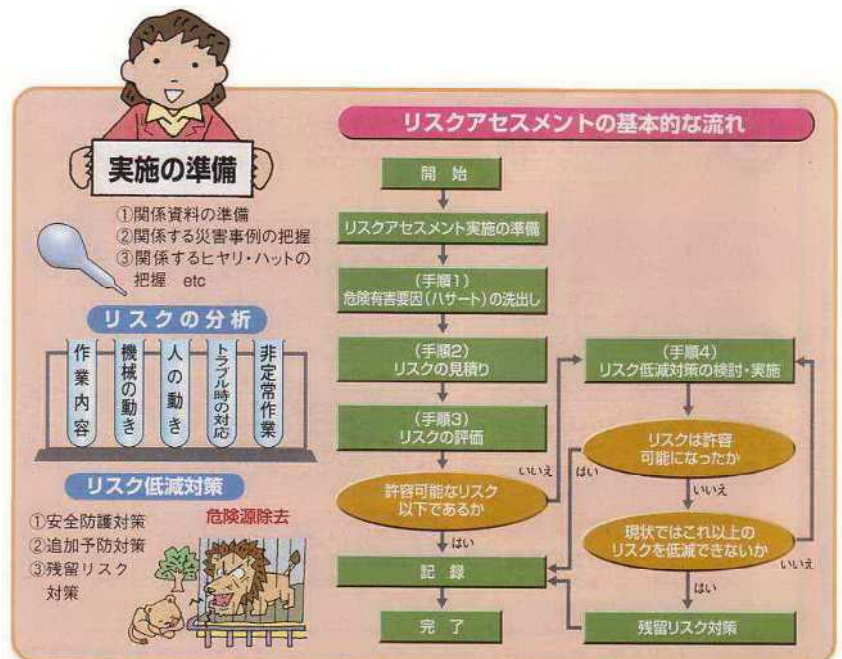 実施の準備
①関係資料の準備
②関係する災害事例の把握
③関係するヒヤリ・ハットの
把握 etc
リスクの分析
作業内容
機械の動き
人の動き
トラブル時の対応
非定常作業
リスク低減対策
①安全防護対策
②追加予防対策
③残留リスク
対策
危険源除去
リスクアセスメントの基本的な流れ
開始
リスクアセスメント実施の準備
(手順1)
危険有害要因(ハザート)の洗出し
(手順2)
リスクの見積り
(手順3)
リスクの評価
許容可能なリスク
以下であるか
いいえ
はい
記録
完了
(手順4)
リスク低減対策の検討・実施
リスクは許容
可能になったか
はい
いいえ
現状ではこれ以上の
リスクを低減できないか
いいえ
はい
残留リスク対策